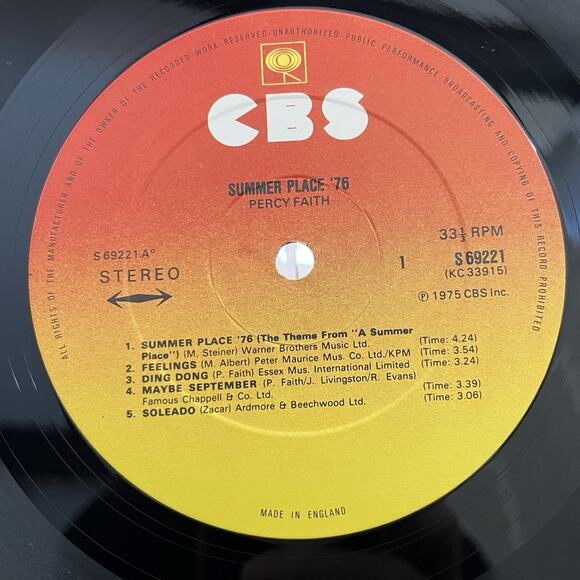 ALL RIGHTS OF THE MANUFACTURER AND OF THE OWNER OF THE RECORDED WORK RESERVED-UNAUTHORIZED PUBLIC PERFORMANCE BROADCASTING AND COPYING OF THIS RECORD PROHIBITED
CBS
SUMMER PLACE '76
PERCY FAITH
33⅓ RPM
S 69221 A°
STEREO
1
S 69221
(KC 33915)
℗ 1975 CBS Inc.
1. SUMMER PLACE '76 (The Theme From "A Summer
Place") (M. Steiner) Warner Brothers Music Ltd. (Time: 4.24)
2. FEELINGS (M. Albert) Peter Maurice Mus. Co. Ltd./KPM (Time: 3.54)
3. DING DONG (P. Faith) Essex Mus. International Limited (Time: 3.24)
4. MAYBE SEPTEMBER (P. Faith/J. Livingston/R. Evans)
Famous Chappell & Co. Ltd. (Time: 3.39)
5. SOLEADO (Zacar) Ardmore & Beechwood Ltd. (Time: 3.06)
MADE IN ENGLAND